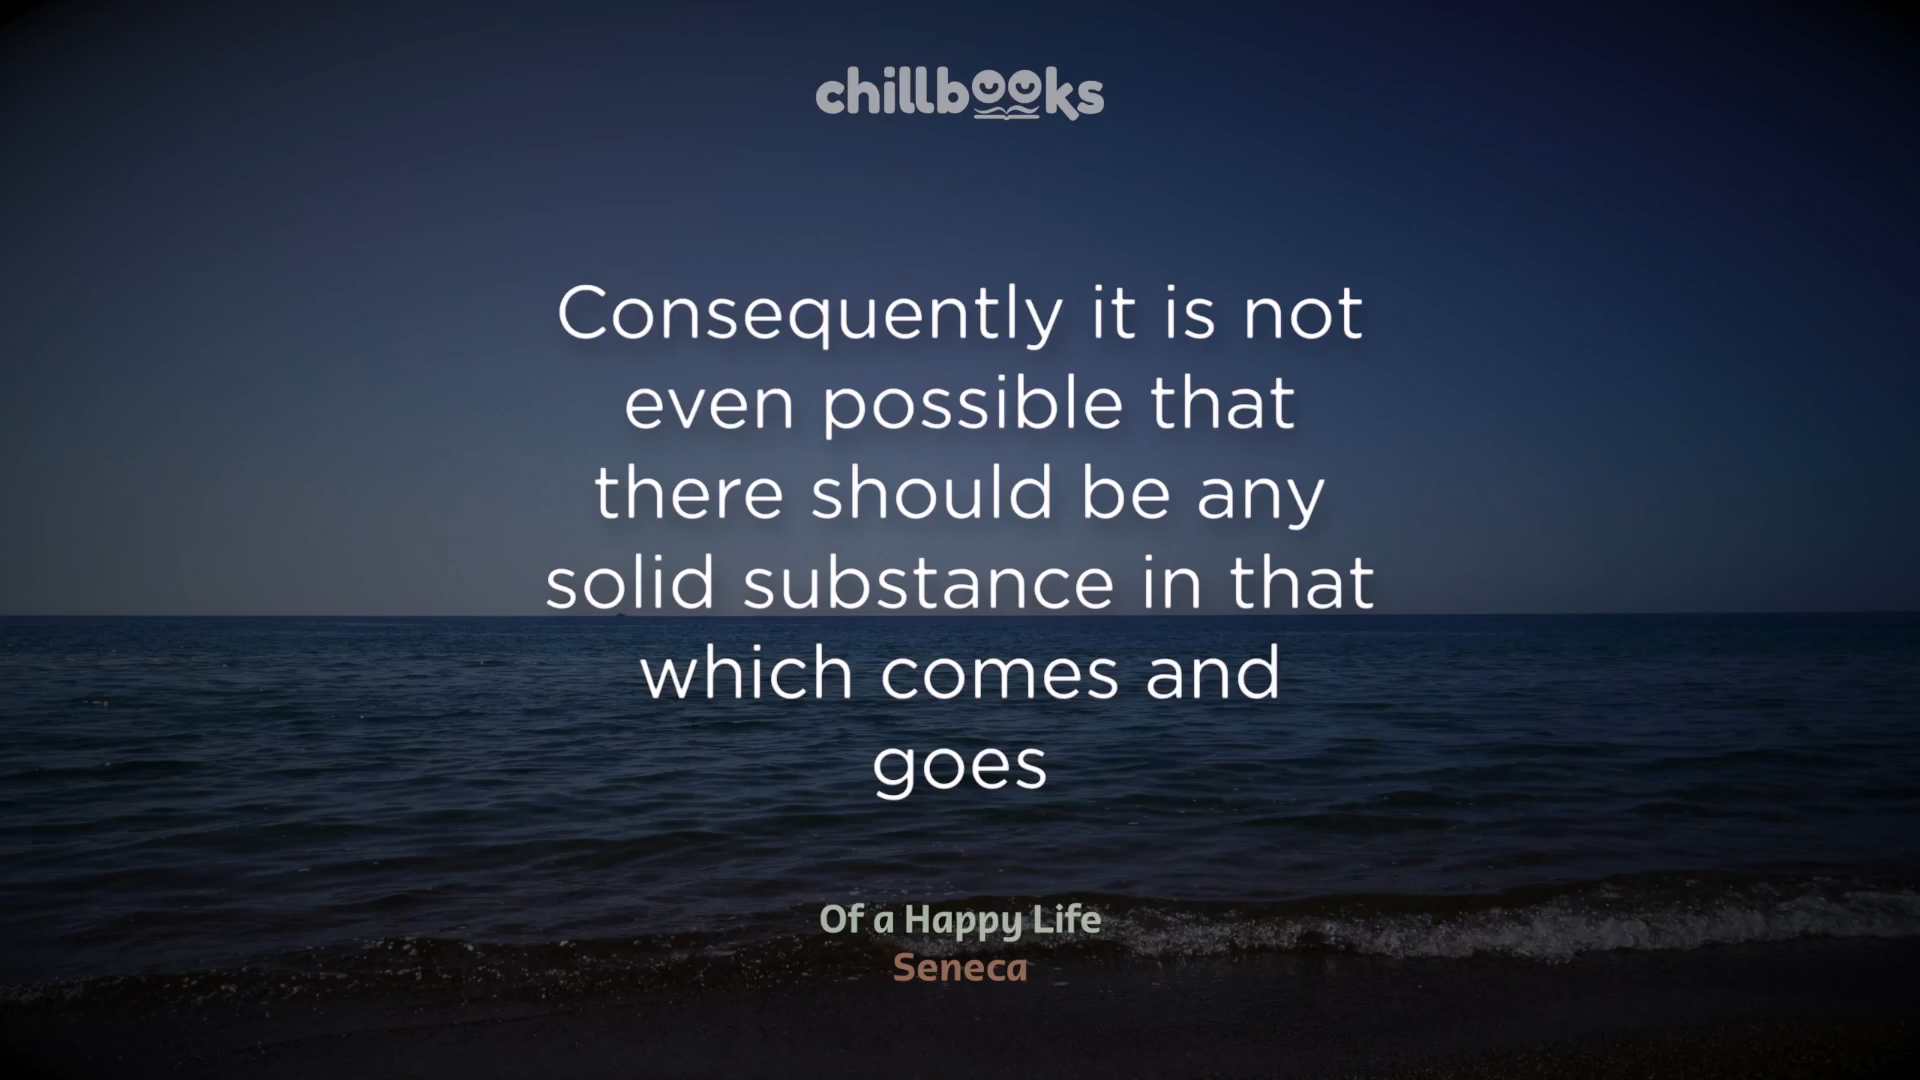 chillbooks
Consequently it is not
even possible that
there should be any
solid substance in that
which comes and
goes
Of a Happy Life
Seneca